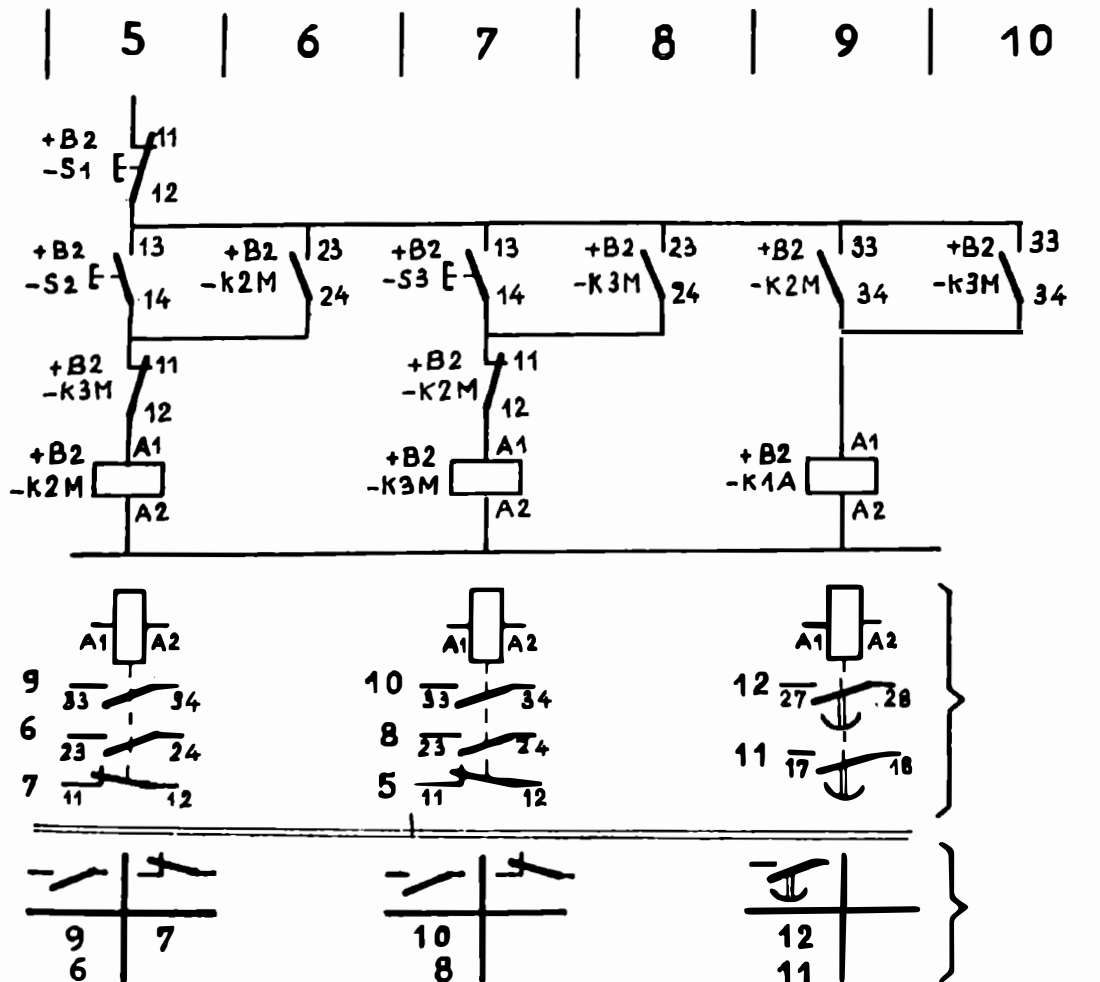 5 6 7 8 9 10
+B2 11
-S1
12
+B2 13 +B2 23 +B2 13 +B2 23 +B2 33 +B2 33
-S2 -K2M -S3 -K3M -K2M -K3M
14 24 14 24 34 34
+B2 11 +B2 11
-K3M -K2M
12 12
A1 A1 A1
+B2 +B2 +B2
-K2M -K3M -K1A
A2 A2 A2
A1 A2 A1 A2 A1 A2
9 33 34 10 33 34 12 27 28
6 23 24 8 23 24 11 17 18
7 11 12 5 11 12
9 7 10 12
6 8 11